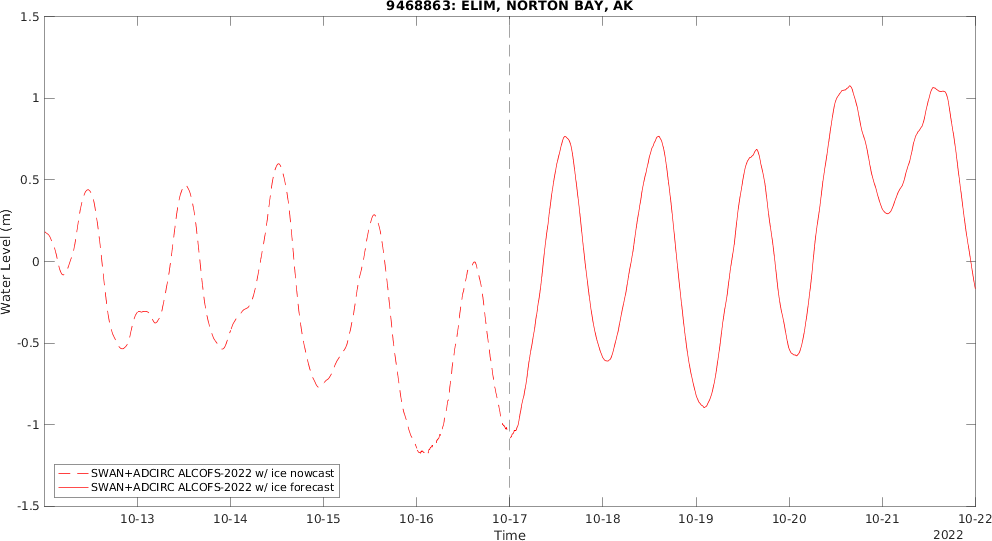 9468863: ELIM, NORTON BAY, AK
1.5
1
0.5
0
-0.5
-1
-1.5
Water Level (m)
SWAN+ADCIRC ALCOFS-2022 w/ ice nowcast
SWAN+ADCIRC ALCOFS-2022 w/ ice forecast
10-13 10-14 10-15 10-16 10-17 10-18 10-19 10-20 10-21 10-22
Time
2022